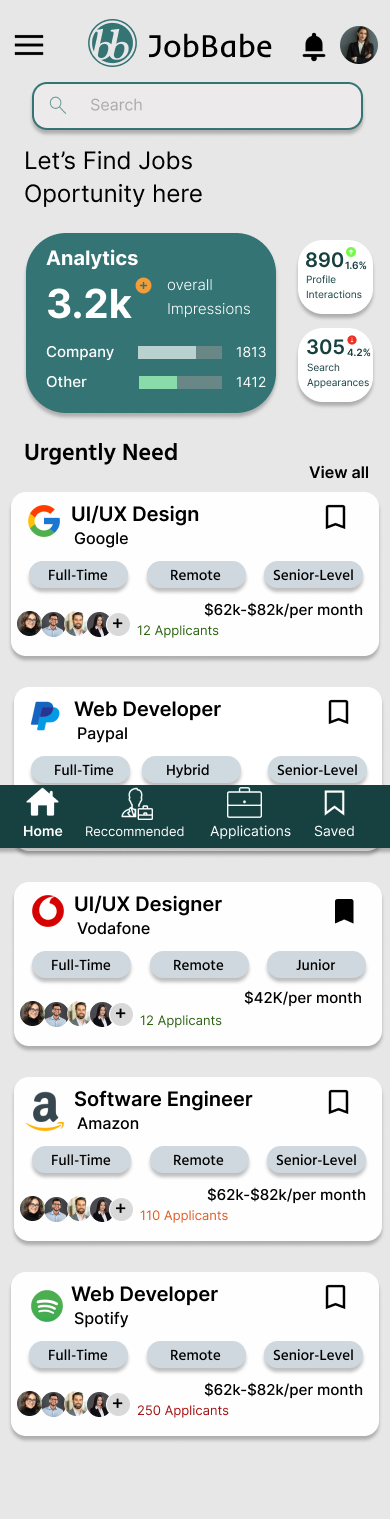 bb JobBabe
Search
Let's Find Jobs
Oportunity here
Analytics
3.2k
overall
Impressions
Company 1813
Other 1412
890
1.6%
Profile
Interactions
305
4.2%
Search
Appearances
Urgently Need
View all
UI/UX Design
Google
Full-Time Remote Senior-Level
$62k-$82k/per month
+ 12 Applicants
Web Developer
Paypal
Full-Time Hybrid Senior-Level
Home Reccommended Applications Saved
UI/UX Designer
Vodafone
Full-Time Remote Junior
$42K/per month
+ 12 Applicants
Software Engineer
Amazon
Full-Time Remote Senior-Level
$62k-$82k/per month
+ 110 Applicants
Web Developer
Spotify
Full-Time Remote Senior-Level
$62k-$82k/per month
+ 250 Applicants